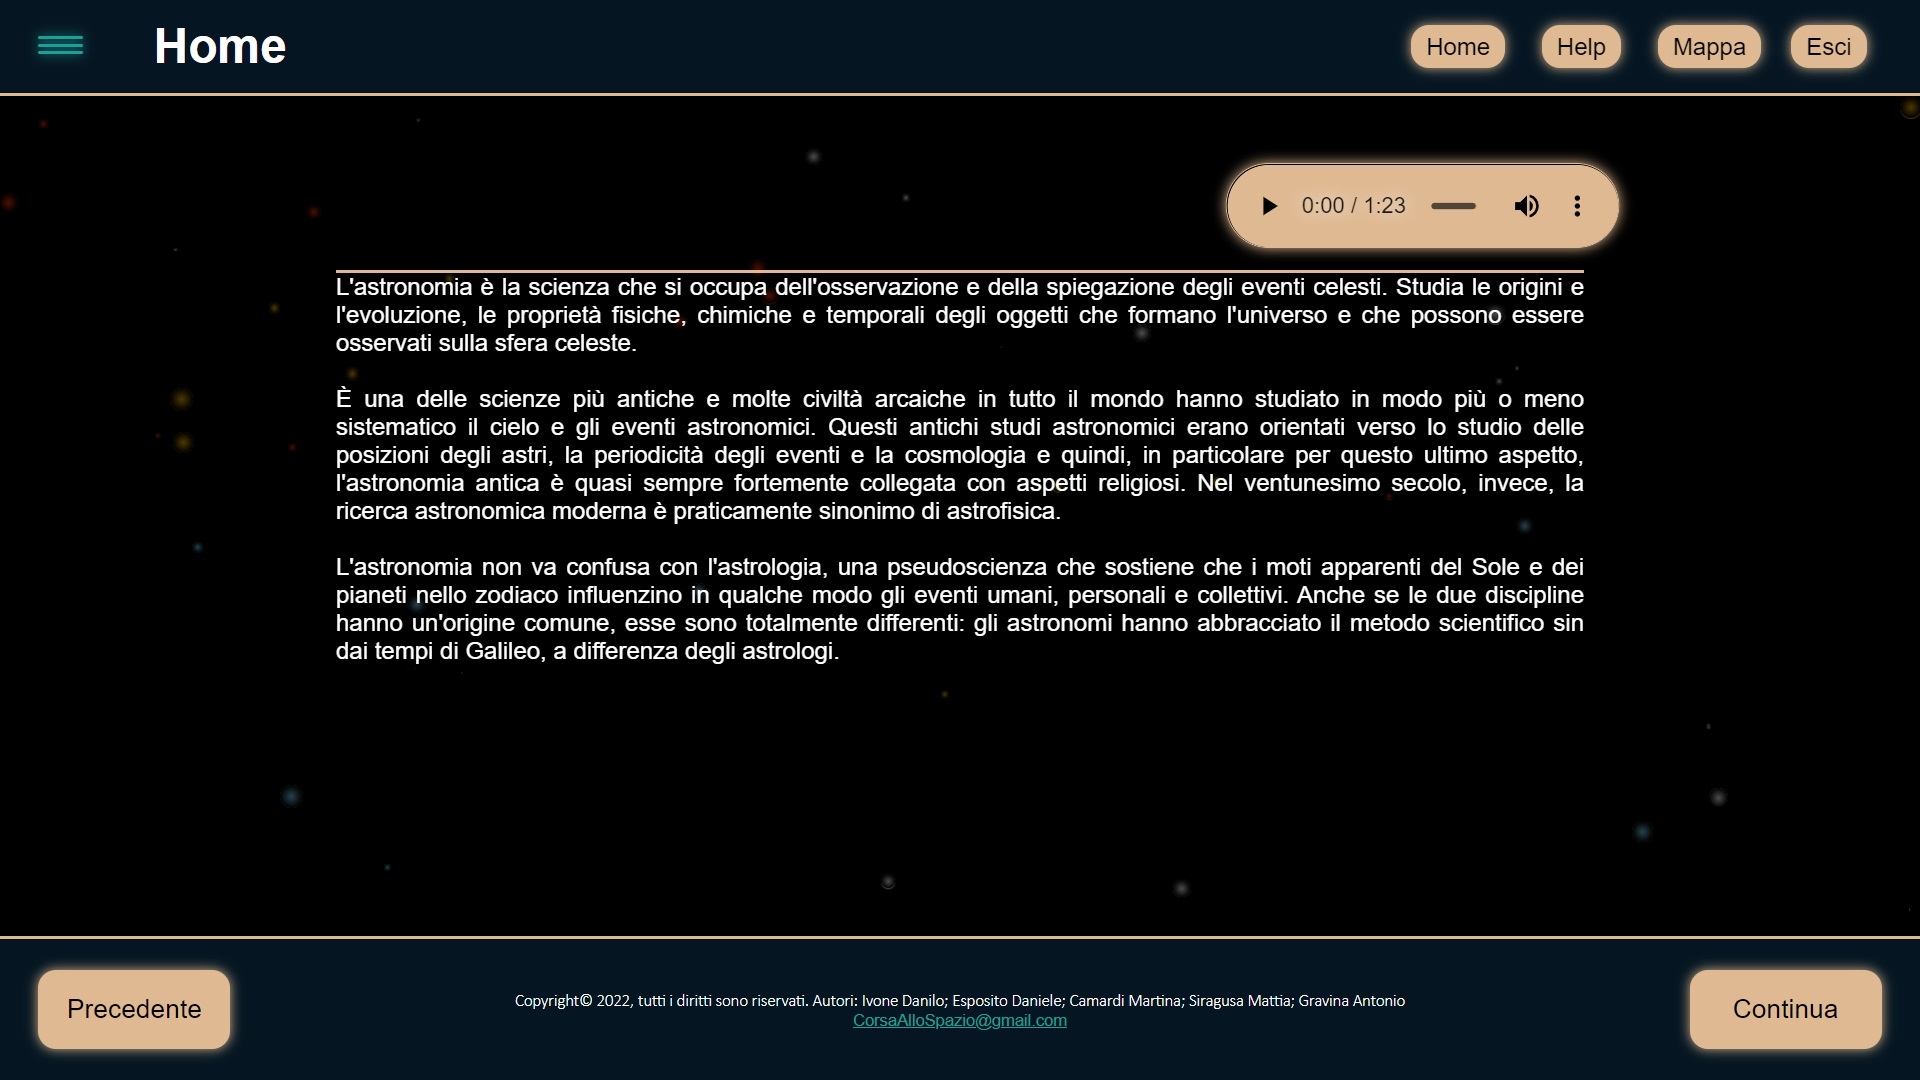 Home
Home Help Mappa Esci
0:00 / 1:23
L'astronomia è la scienza che si occupa dell'osservazione e della spiegazione degli eventi celesti. Studia le origini e
l'evoluzione, le proprietà fisiche, chimiche e temporali degli oggetti che formano l'universo e che possono essere
osservati sulla sfera celeste.
È una delle scienze più antiche e molte civiltà arcaiche in tutto il mondo hanno studiato in modo più o meno
sistematico il cielo e gli eventi astronomici. Questi antichi studi astronomici erano orientati verso lo studio delle
posizioni degli astri, la periodicità degli eventi e la cosmologia e quindi, in particolare per questo ultimo aspetto,
l'astronomia antica è quasi sempre fortemente collegata con aspetti religiosi. Nel ventunesimo secolo, invece, la
ricerca astronomica moderna è praticamente sinonimo di astrofisica.
L'astronomia non va confusa con l'astrologia, una pseudoscienza che sostiene che i moti apparenti del Sole e dei
pianeti nello zodiaco influenzino in qualche modo gli eventi umani, personali e collettivi. Anche se le due discipline
hanno un'origine comune, esse sono totalmente differenti: gli astronomi hanno abbracciato il metodo scientifico sin
dai tempi di Galileo, a differenza degli astrologi.
Precedente
Copyright© 2022, tutti i diritti sono riservati. Autori: Ivone Danilo; Esposito Daniele; Camardi Martina; Siragusa Mattia; Gravina Antonio
CorsaAlloSpazio@gmail.com
Continua